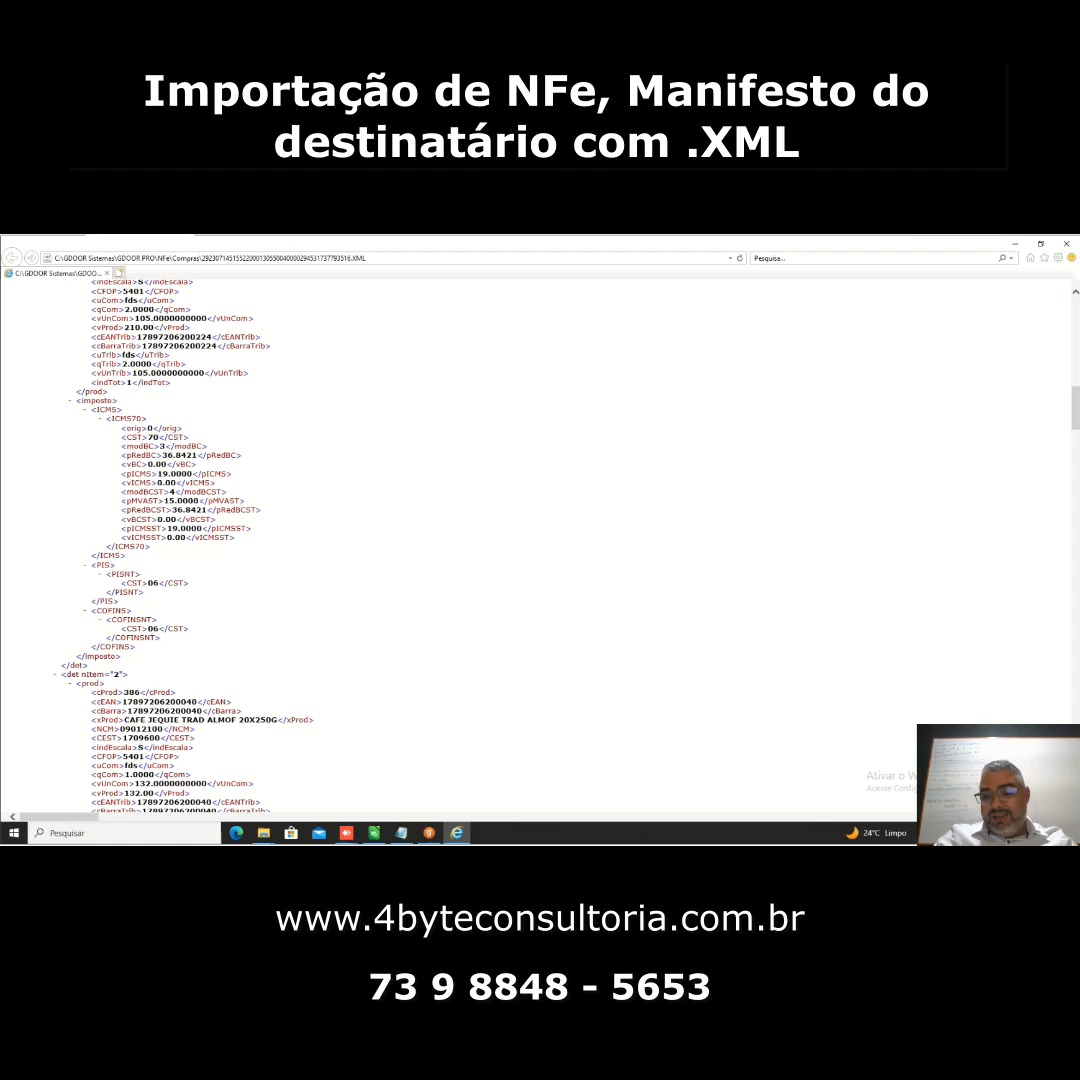 Importação de NFe, Manifesto do
destinatário com .XML
C:\GDOOR Sistemas\GDOOR PRO\NFe\Compras\29230714515522000130550040000294531737793516.XML
Pesquisa...
C:\GDOOR Sistemas\GDOO...
<indEscala>S</indEscala>
<CFOP>5401</CFOP>
<uCom>fds</uCom>
<qCom>2.0000</qCom>
<vUnCom>105.0000000000</vUnCom>
<vProd>210.00</vProd>
<cEANTrib>17897206200224</cEANTrib>
<cBarraTrib>17897206200224</cBarraTrib>
<uTrib>fds</uTrib>
<qTrib>2.0000</qTrib>
<vUnTrib>105.0000000000</vUnTrib>
<indTot>1</indTot>
</prod>
- <imposto>
- <ICMS>
- <ICMS70>
<orig>0</orig>
<CST>70</CST>
<modBC>3</modBC>
<pRedBC>36.8421</pRedBC>
<vBC>0.00</vBC>
<pICMS>19.0000</pICMS>
<vICMS>0.00</vICMS>
<modBCST>4</modBCST>
<pMVAST>15.0000</pMVAST>
<pRedBCST>36.8421</pRedBCST>
<vBCST>0.00</vBCST>
<pICMSST>19.0000</pICMSST>
<vICMSST>0.00</vICMSST>
</ICMS70>
</ICMS>
- <PIS>
- <PISNT>
<CST>06</CST>
</PISNT>
</PIS>
- <COFINS>
- <COFINSNT>
<CST>06</CST>
</COFINSNT>
</COFINS>
</imposto>
</det>
- <det nItem="2">
- <prod>
<cProd>386</cProd>
<cEAN>17897206200040</cEAN>
<cBarra>17897206200040</cBarra>
<xProd>CAFE JEQUIE TRAD ALMOF 20X250G</xProd>
<NCM>09012100</NCM>
<CEST>1709600</CEST>
<indEscala>S</indEscala>
<CFOP>5401</CFOP>
<uCom>fds</uCom>
<qCom>1.0000</qCom>
<vUnCom>132.0000000000</vUnCom>
<vProd>132.00</vProd>
<cEANTrib>17897206200040</cEANTrib>
<cBarraTrib>17897206200040</cBarraTrib>
Ativar o W
Acesse Config
Pesquisar
24°C Limpo
www.4byteconsultoria.com.br
73 9 8848 - 5653